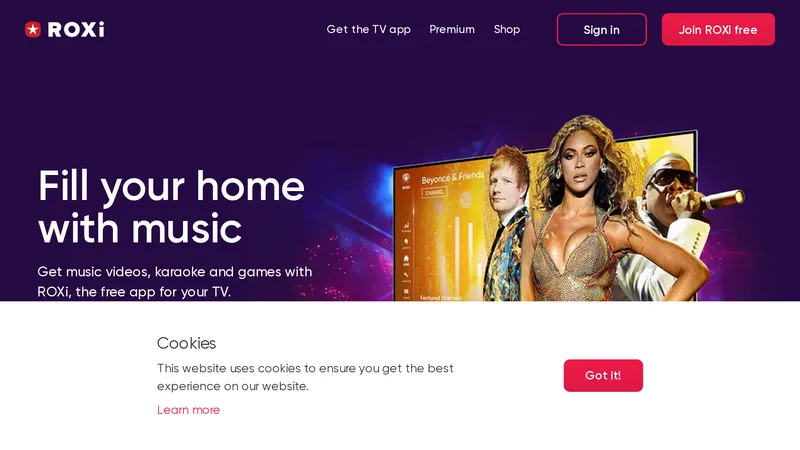 ROXi
Get the TV app
Premium
Shop
Sign in
Join ROXi free
Fill your home
with music
Get music videos, karaoke and games with
ROXi, the free app for your TV.
Beyoncé & Friends
CHANNEL
Featured channels
Cookies
This website uses cookies to ensure you get the best
experience on our website.
Learn more
Got it!